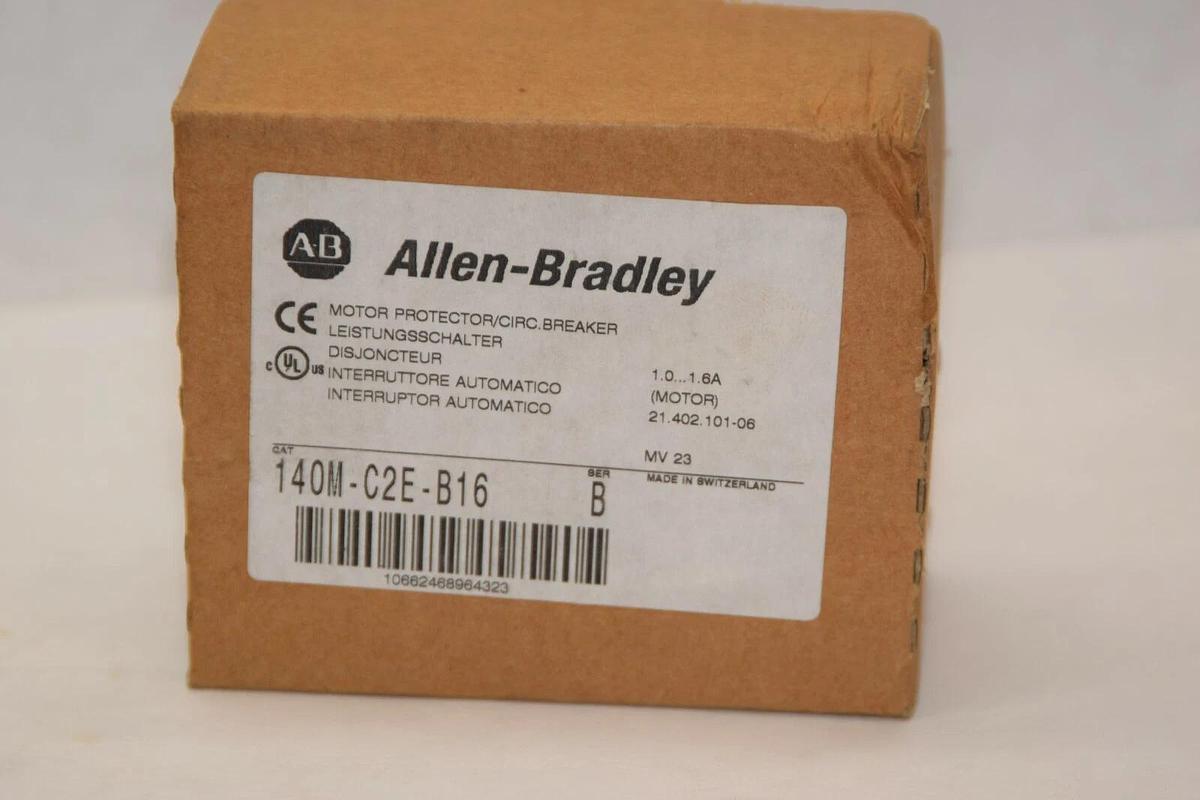 A·B Allen-Bradley
CE MOTOR PROTECTOR/CIRC.BREAKER
LEISTUNGSSCHALTER
DISJONCTEUR
C UL US INTERRUTTORE AUTOMATICO
INTERRUPTOR AUTOMATICO
1.0...1.6A
(MOTOR)
21.402.101-06
MV 23
CAT
140M-C2E-B16
SER
B
MADE IN SWITZERLAND
10662468964323